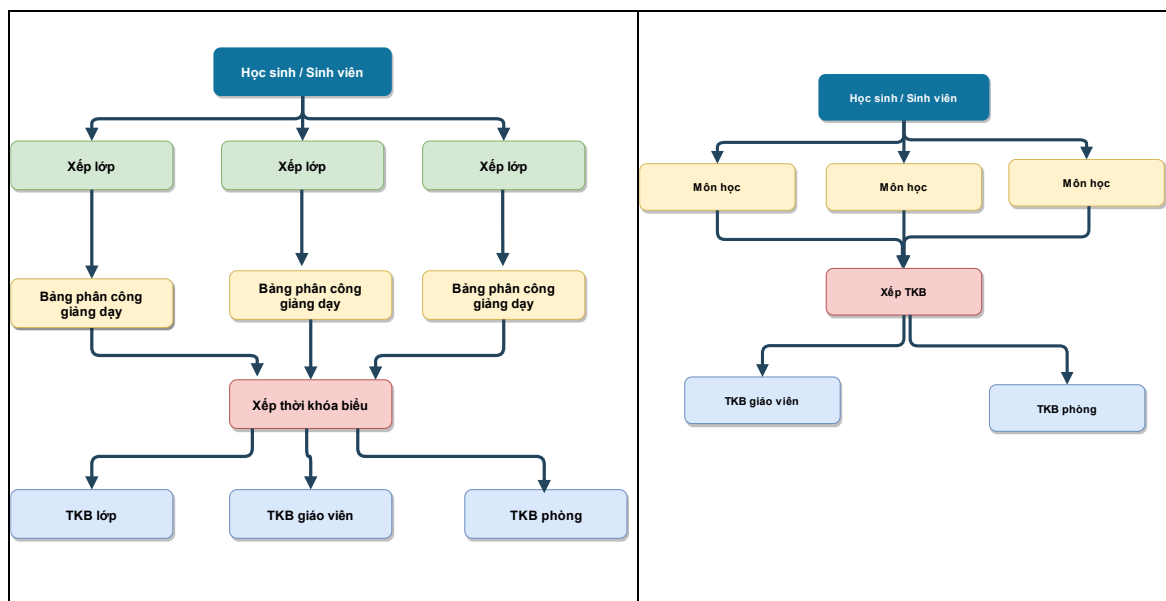 Học sinh / Sinh viên
Xếp lớp
Xếp lớp
Xếp lớp
Bảng phân công
giảng dạy
Bảng phân công
giảng dạy
Bảng phân công
giảng dạy
Xếp thời khóa biểu
TKB lớp
TKB giáo viên
TKB phòng
Học sinh / Sinh viên
Môn học
Môn học
Môn học
Xếp TKB
TKB giáo viên
TKB phòng